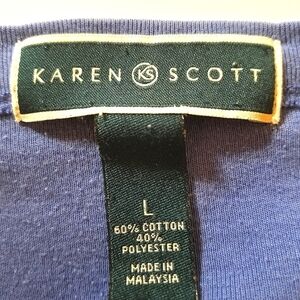 KAREN KS SCOTT
L
60% COTTON
40%
POLYESTER
MADE IN
MALAYSIA